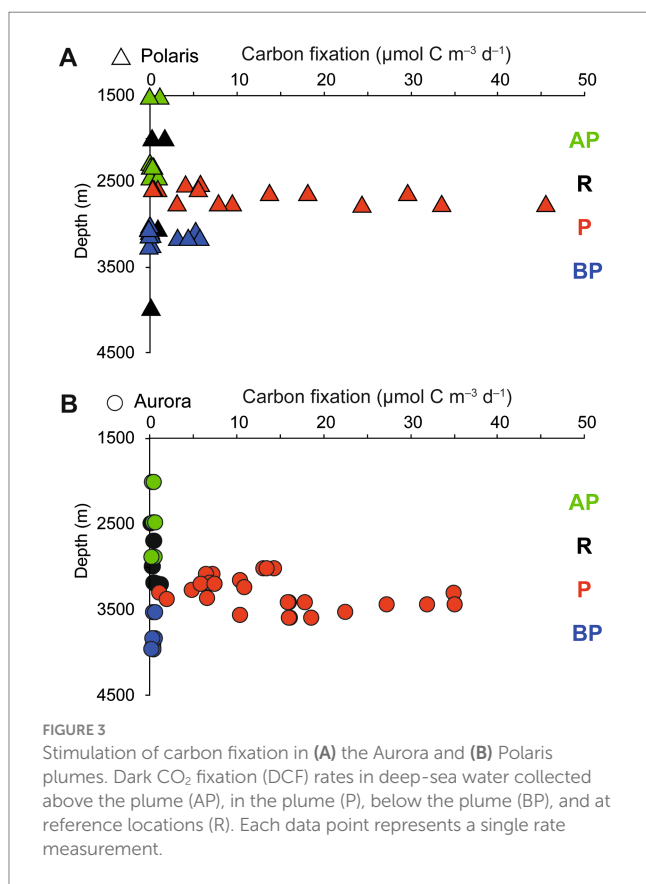 A △ Polaris Carbon fixation (µmol C m⁻³ d⁻¹)
0 10 20 30 40 50
1500
2500
3500
4500
Depth (m)
AP
R
P
BP
B ○ Aurora Carbon fixation (µmol C m⁻³ d⁻¹)
0 10 20 30 40 50
1500
2500
3500
4500
Depth (m)
AP
R
P
BP
FIGURE 3
Stimulation of carbon fixation in (A) the Aurora and (B) Polaris
plumes. Dark CO₂ fixation (DCF) rates in deep-sea water collected
above the plume (AP), in the plume (P), below the plume (BP), and at
reference locations (R). Each data point represents a single rate
measurement.